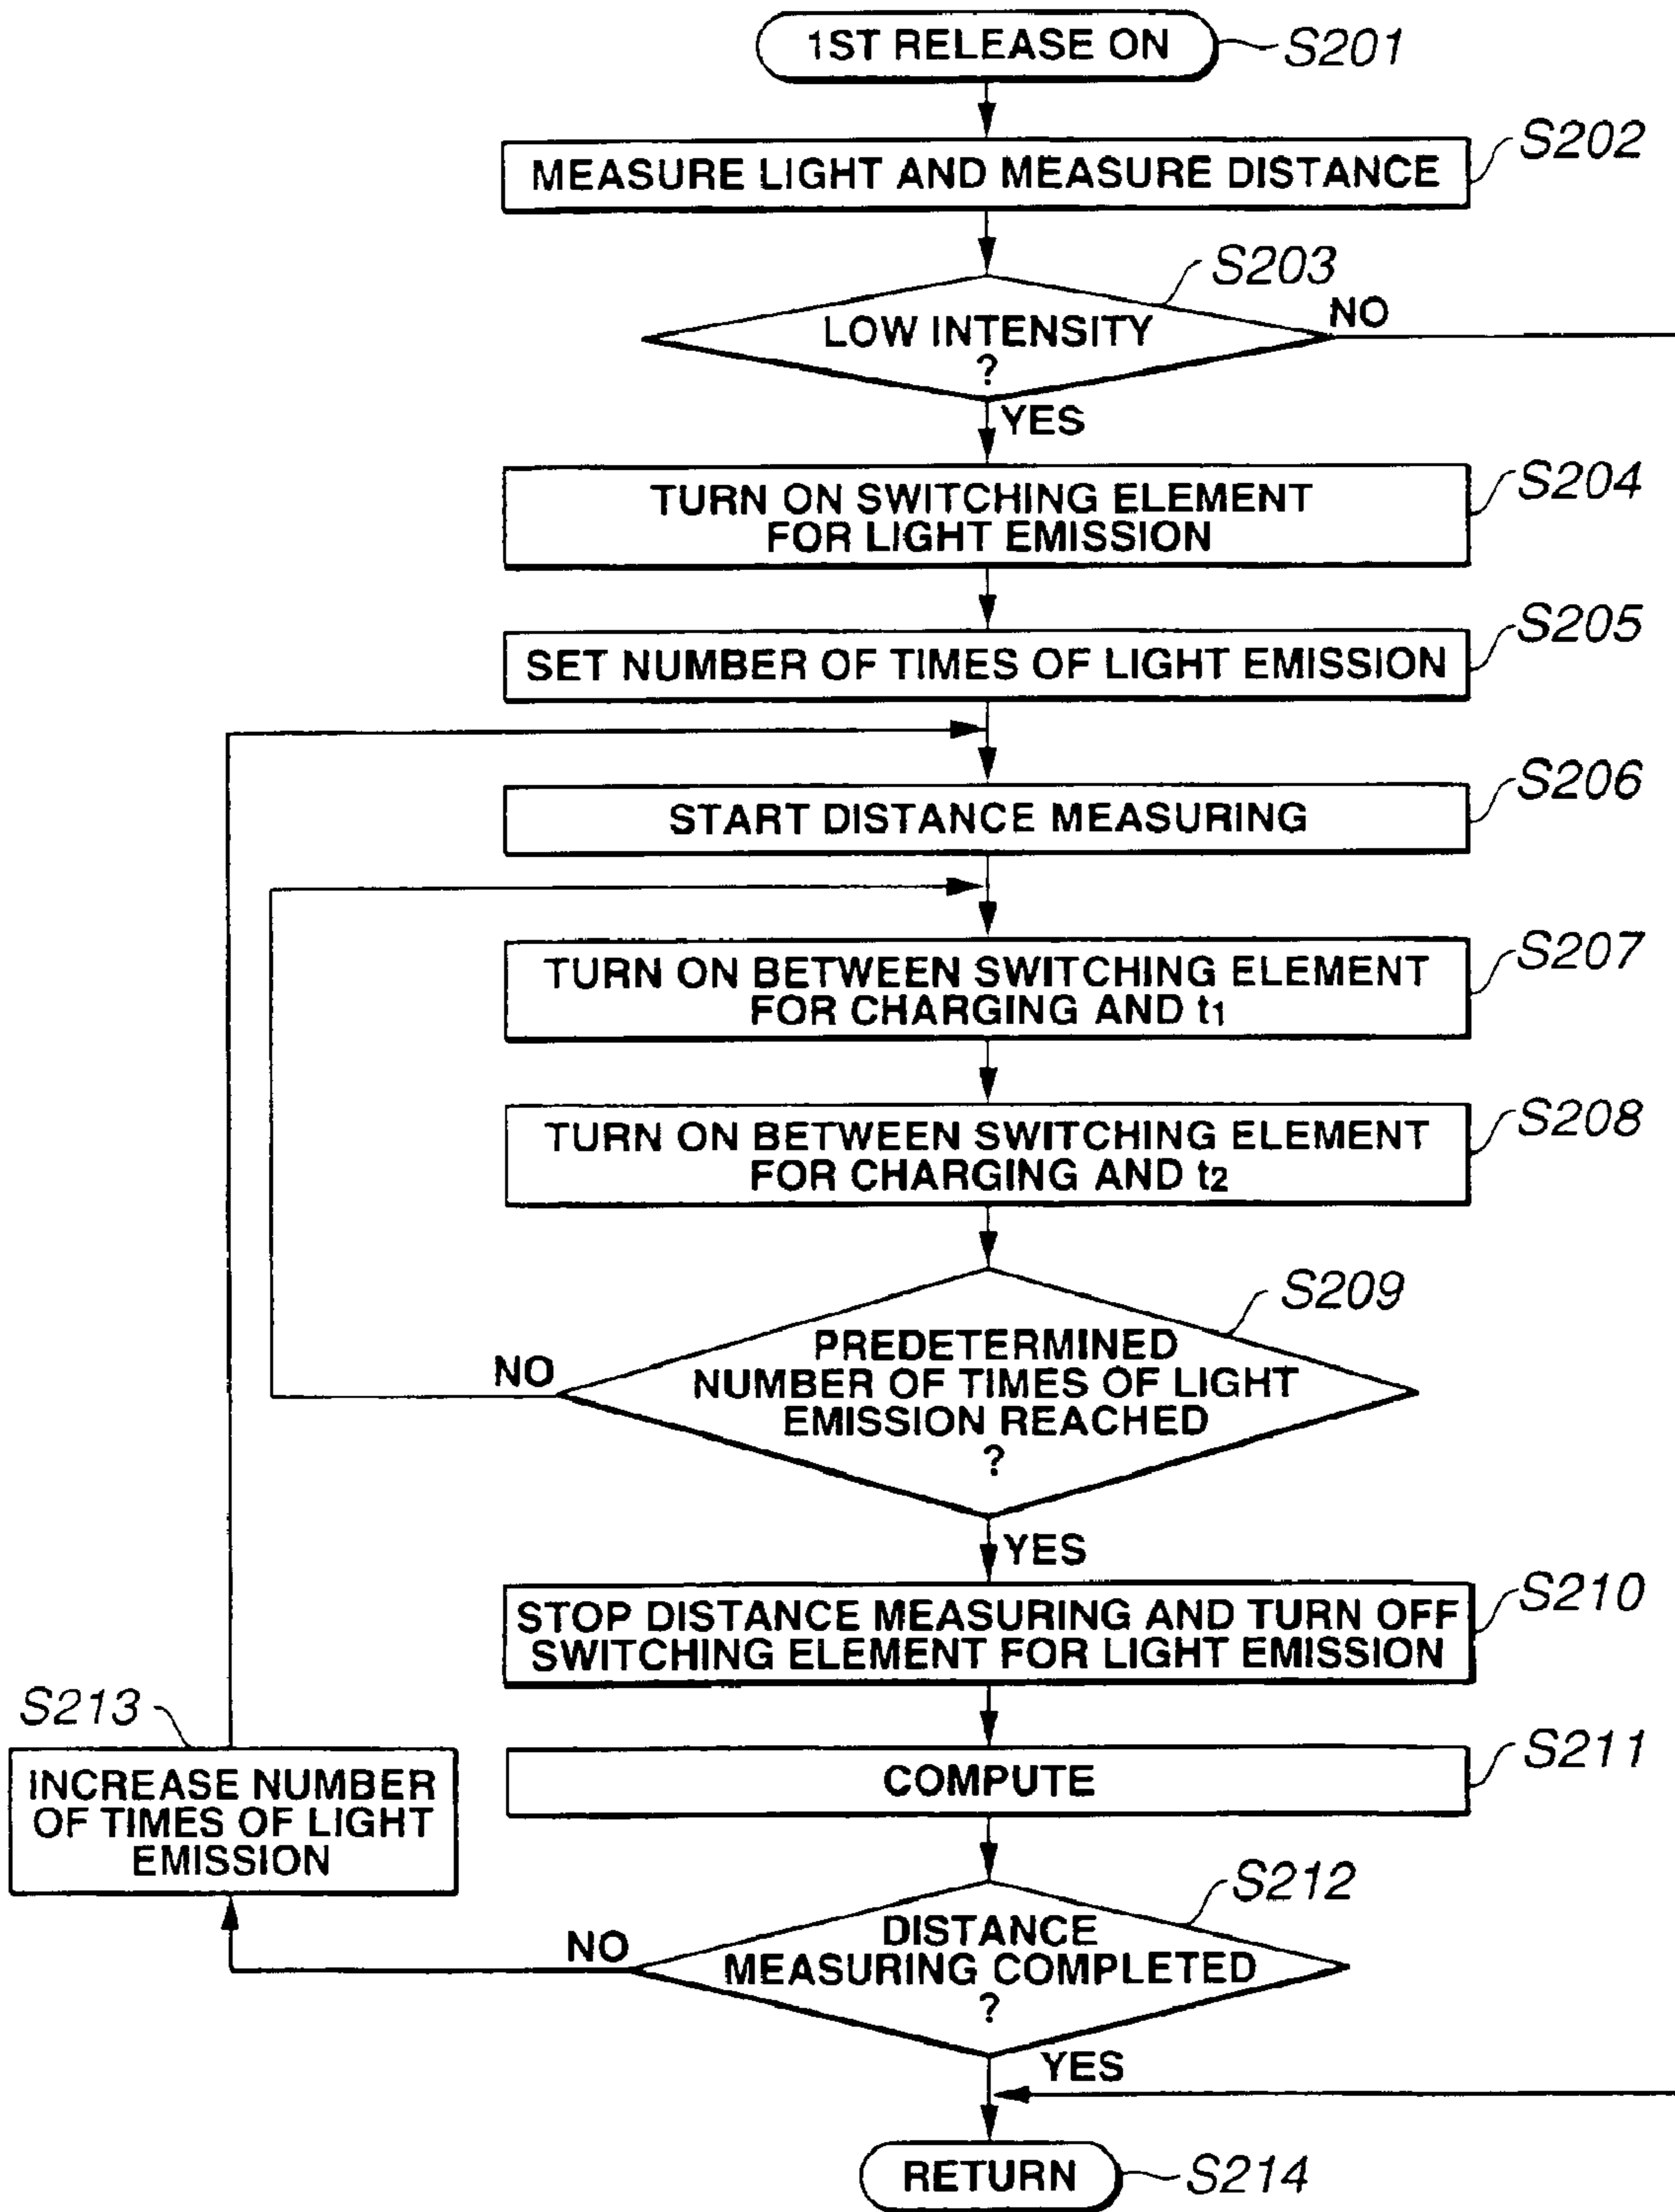 1ST RELEASE ON
S201
MEASURE LIGHT AND MEASURE DISTANCE
S202
LOW INTENSITY
?
S203
NO
YES
TURN ON SWITCHING ELEMENT
FOR LIGHT EMISSION
S204
SET NUMBER OF TIMES OF LIGHT EMISSION
S205
START DISTANCE MEASURING
S206
TURN ON BETWEEN SWITCHING ELEMENT
FOR CHARGING AND t1
S207
TURN ON BETWEEN SWITCHING ELEMENT
FOR CHARGING AND t2
S208
PREDETERMINED
NUMBER OF TIMES OF LIGHT
EMISSION REACHED
?
S209
NO
YES
STOP DISTANCE MEASURING AND TURN OFF
SWITCHING ELEMENT FOR LIGHT EMISSION
S210
COMPUTE
S211
DISTANCE
MEASURING COMPLETED
?
S212
NO
YES
S213
INCREASE NUMBER
OF TIMES OF LIGHT
EMISSION
RETURN
S214